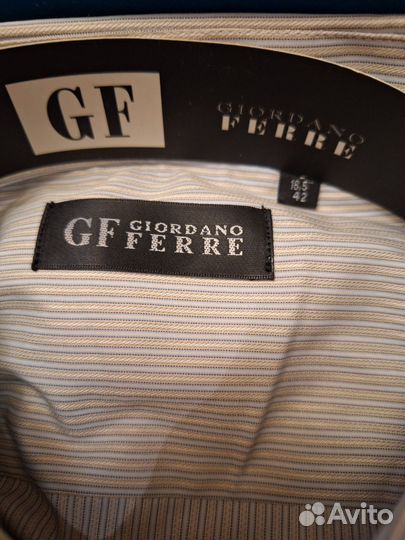 GF
GIORDANO
FERRE
16.5
42
GF GIORDANO
FERRE
Avito